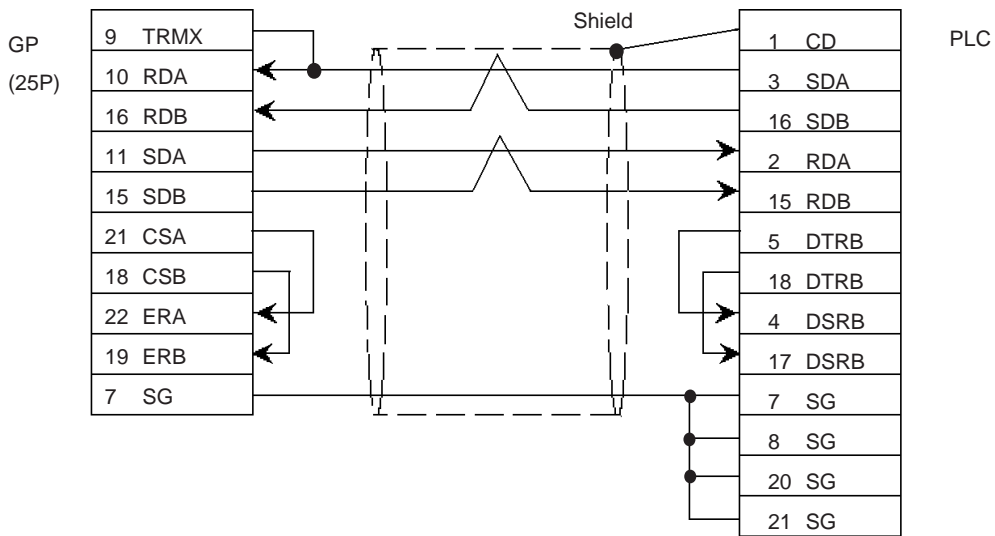 Shield
GP
(25P)
9 TRMX
10 RDA
16 RDB
11 SDA
15 SDB
21 CSA
18 CSB
22 ERA
19 ERB
7 SG
PLC
1 CD
3 SDA
16 SDB
2 RDA
15 RDB
5 DTRB
18 DTRB
4 DSRB
17 DSRB
7 SG
8 SG
20 SG
21 SG